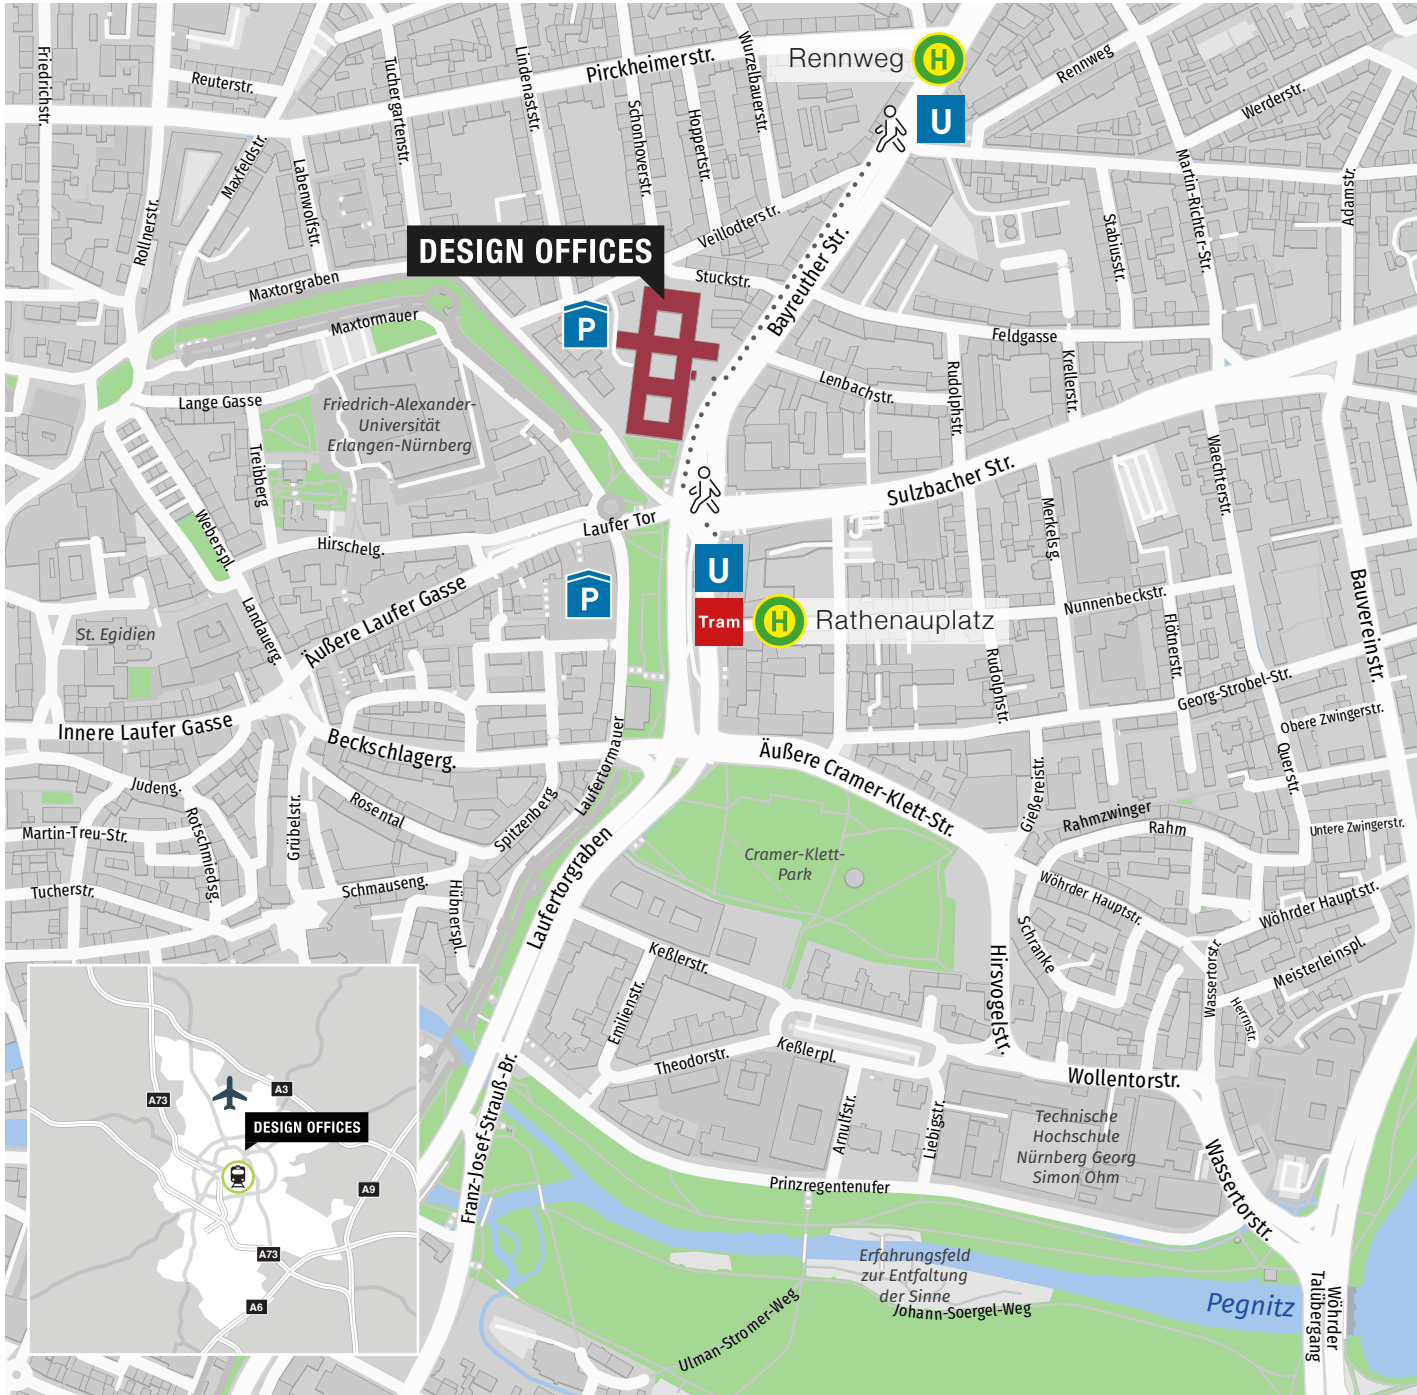 Friedrichstr.
Reuterstr.
Maxfeldstr.
Rollnerstr.
Labenwolfstr.
Tuchergartenstr.
Lindenaststr.
Pirckheimerstr.
Wurzelbauerstr.
Schonhoverstr.
Hoppertstr.
Rennweg
H
U
Rennweg
Werderstr.
Martin-Richter-Str.
Adamstr.
Stabiusstr.
Veillodterstr.
DESIGN OFFICES
Stuckstr.
Bayreuther Str.
Maxtorgraben
Maxtormauer
P
Feldgasse
Krellerstr.
Rudolphstr.
Lenbachstr.
Lange Gasse
Friedrich-Alexander-
Universität
Erlangen-Nürnberg
Treibberg
Sulzbacher Str.
Waechterstr.
Merkelsg.
Weberspl.
Hirschelg.
Laufer Tor
Äußere Laufer Gasse
Landauerg.
St. Egidien
P
U
Tram
H
Rathenauplatz
Nunnenbeckstr.
Flötnerstr.
Bauvereinstr.
Rudolphstr.
Georg-Strobel-Str.
Obere Zwingerstr.
Querstr.
Untere Zwingerstr.
Innere Laufer Gasse
Beckschlagerg.
Laufertormauer
Äußere Cramer-Klett-Str.
Gießereistr.
Rahmzwinger
Rahm
Judeng.
Rotschmiedsg.
Martin-Treu-Str.
Tucherstr.
Grübelstr.
Rosental
Spitzenberg
Schmauseng.
Hübnerspl.
Laufertorgraben
Cramer-Klett-
Park
Wöhrder Hauptstr.
Wöhrder Hauptstr.
Schranke
Hirsvogelstr.
Wassertorstr.
Meisterleinspl.
Herrnstr.
Keßlerstr.
Emilienstr.
Theodorstr.
Keßlerpl.
Wollentorstr.
Arnulfstr.
Liebigstr.
Technische
Hochschule
Nürnberg Georg
Simon Ohm
Wassertorstr.
Franz-Josef-Strauß-Br.
Prinzregentenufer
Erfahrungsfeld
zur Entfaltung
der Sinne
Johann-Soergel-Weg
Ulman-Stromer-Weg
Pegnitz
Wöhrder
Talübergang
A73
A3
DESIGN OFFICES
A9
A73
A6